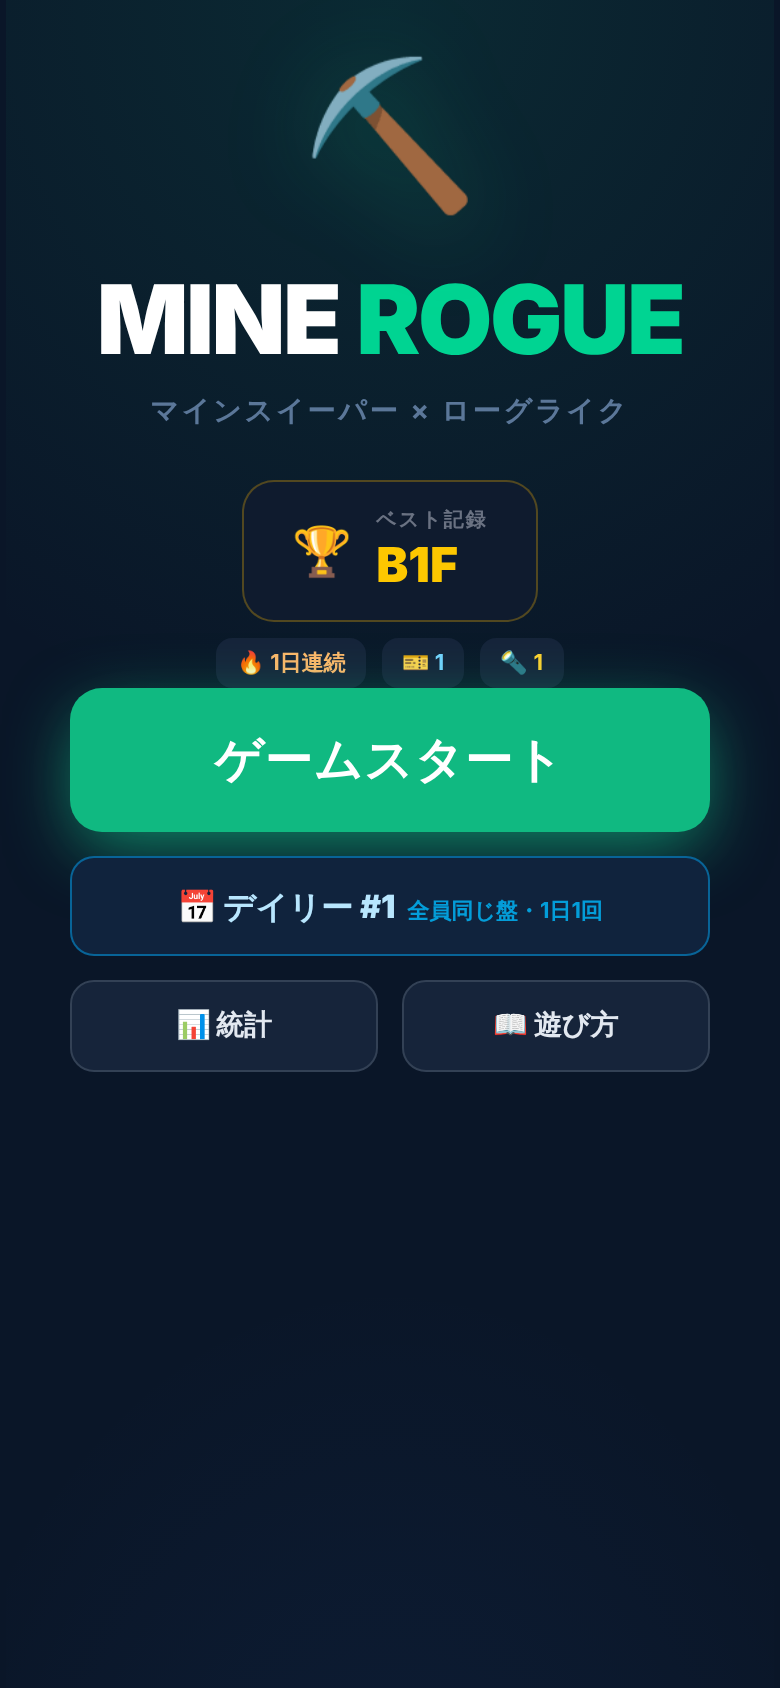 MINE ROGUE
マインスイーパー × ローグライク
ベスト記録
B1F
1日連続 1 1
ゲームスタート
July 17 デイリー #1 全員同じ盤・1日1回
統計 遊び方